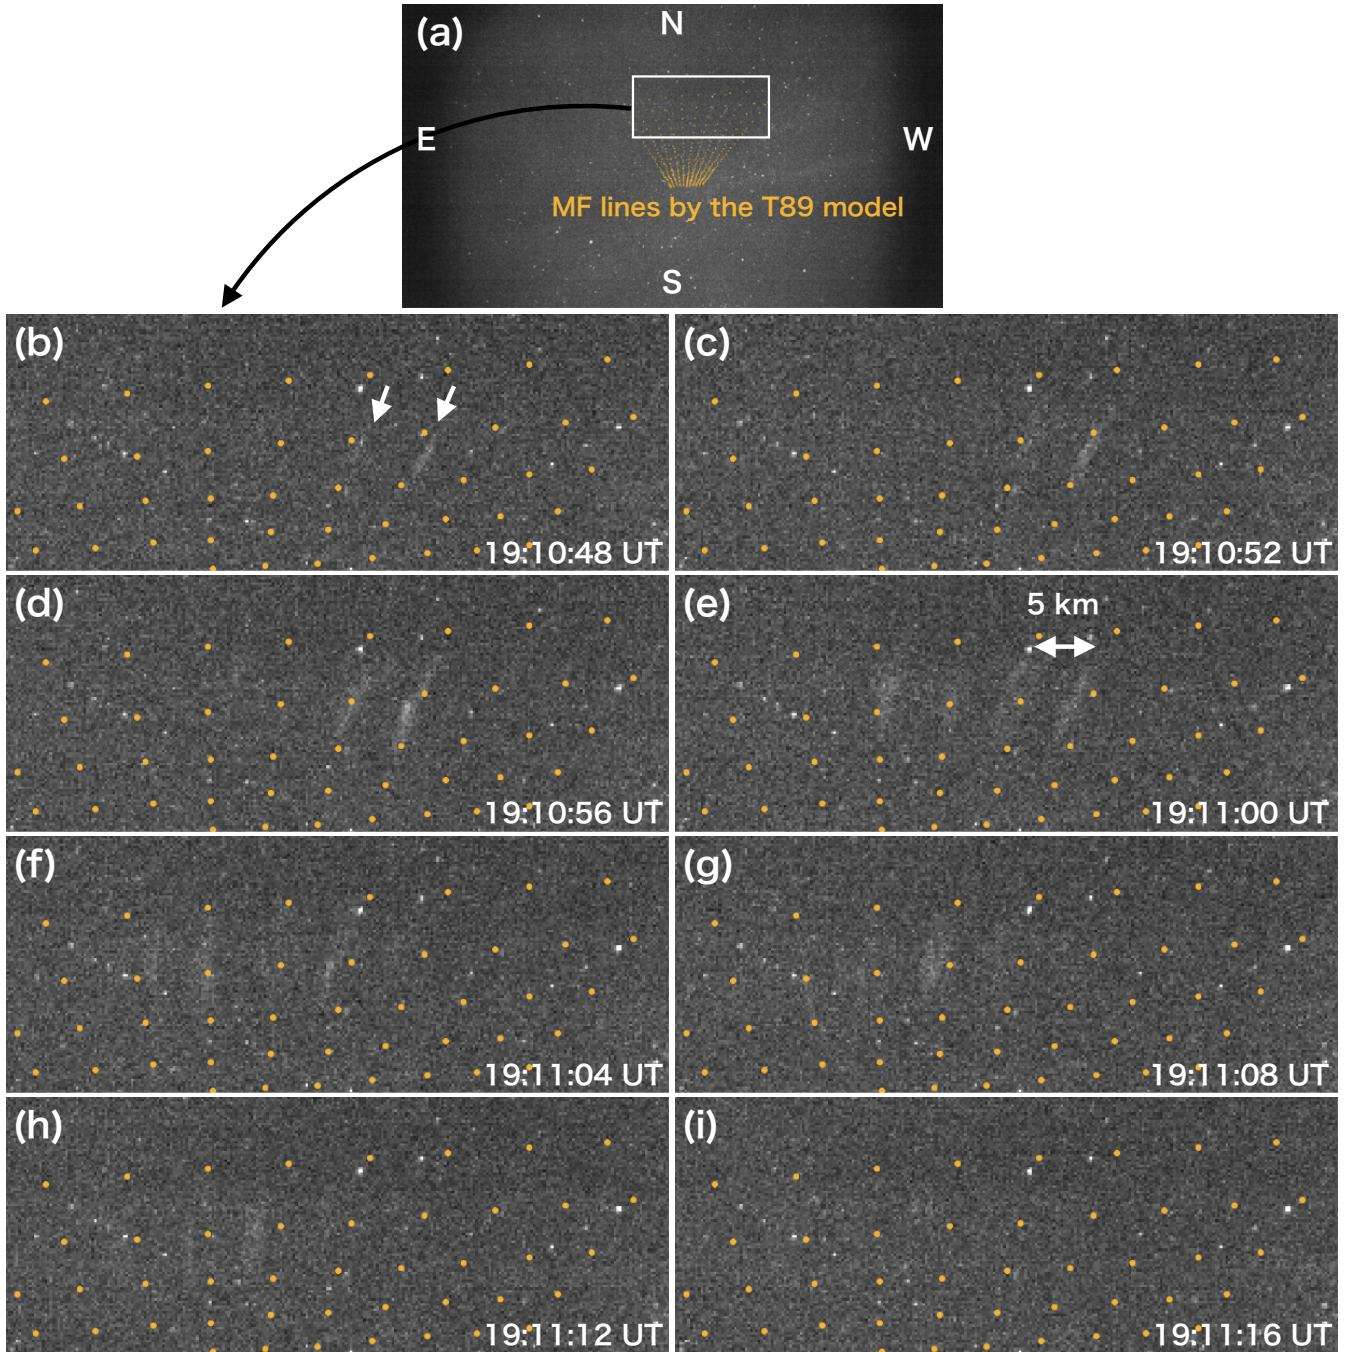 (a)
N
E
W
MF lines by the T89 model
S
(b)
19:10:48 UT
(c)
19:10:52 UT
(d)
19:10:56 UT
(e)
5 km
19:11:00 UT
(f)
19:11:04 UT
(g)
19:11:08 UT
(h)
19:11:12 UT
(i)
19:11:16 UT